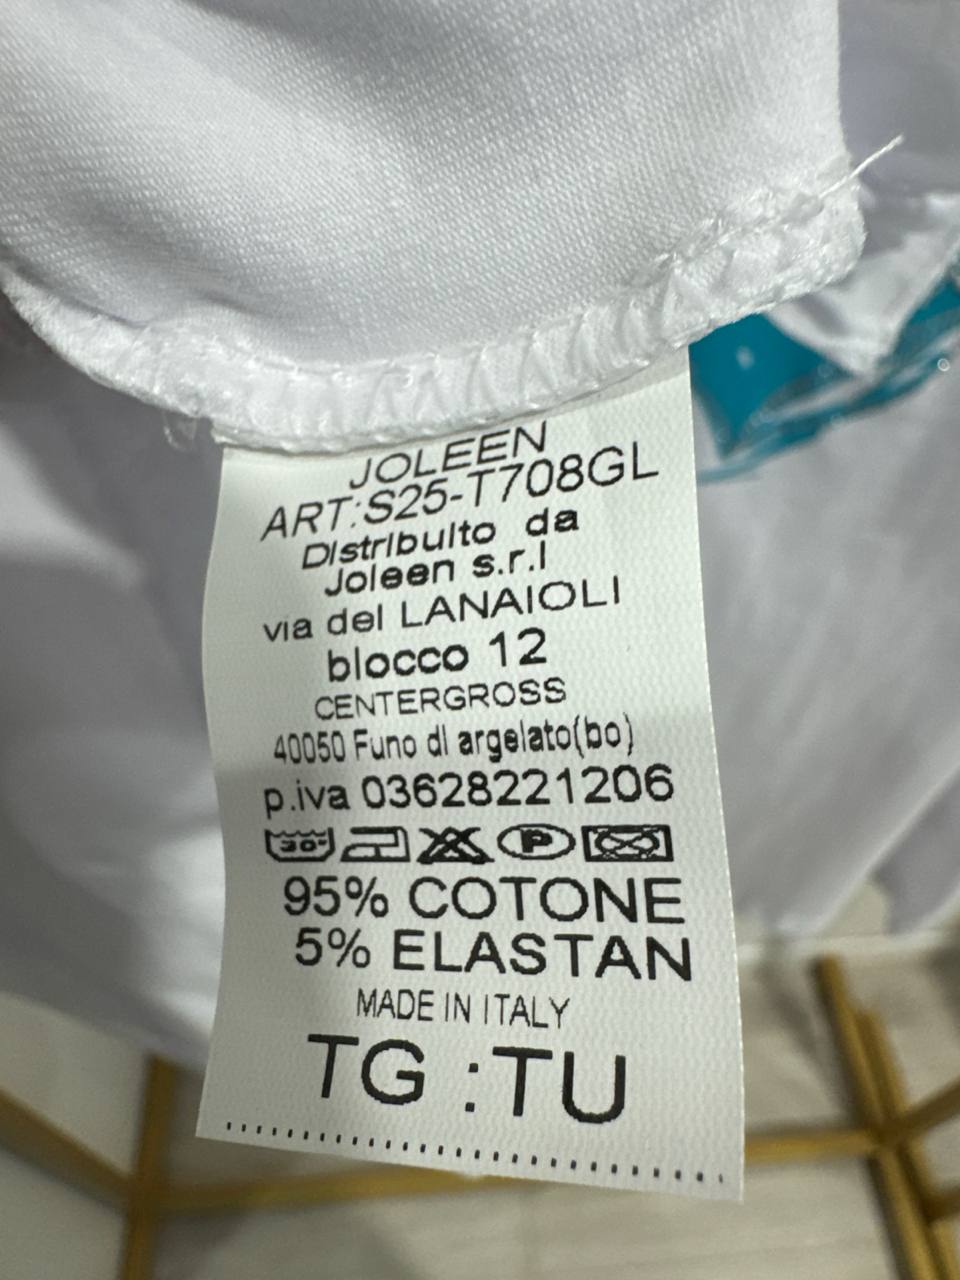 JOLEEN
ART:S25-T708GL
Distribuito da
Joleen s.r.l
via del LANAIOLI
blocco 12
CENTERGROSS
40050 Funo di argelato(bo)
p.iva 03628221206
30° P
95% COTONE
5% ELASTAN
MADE IN ITALY
TG :TU